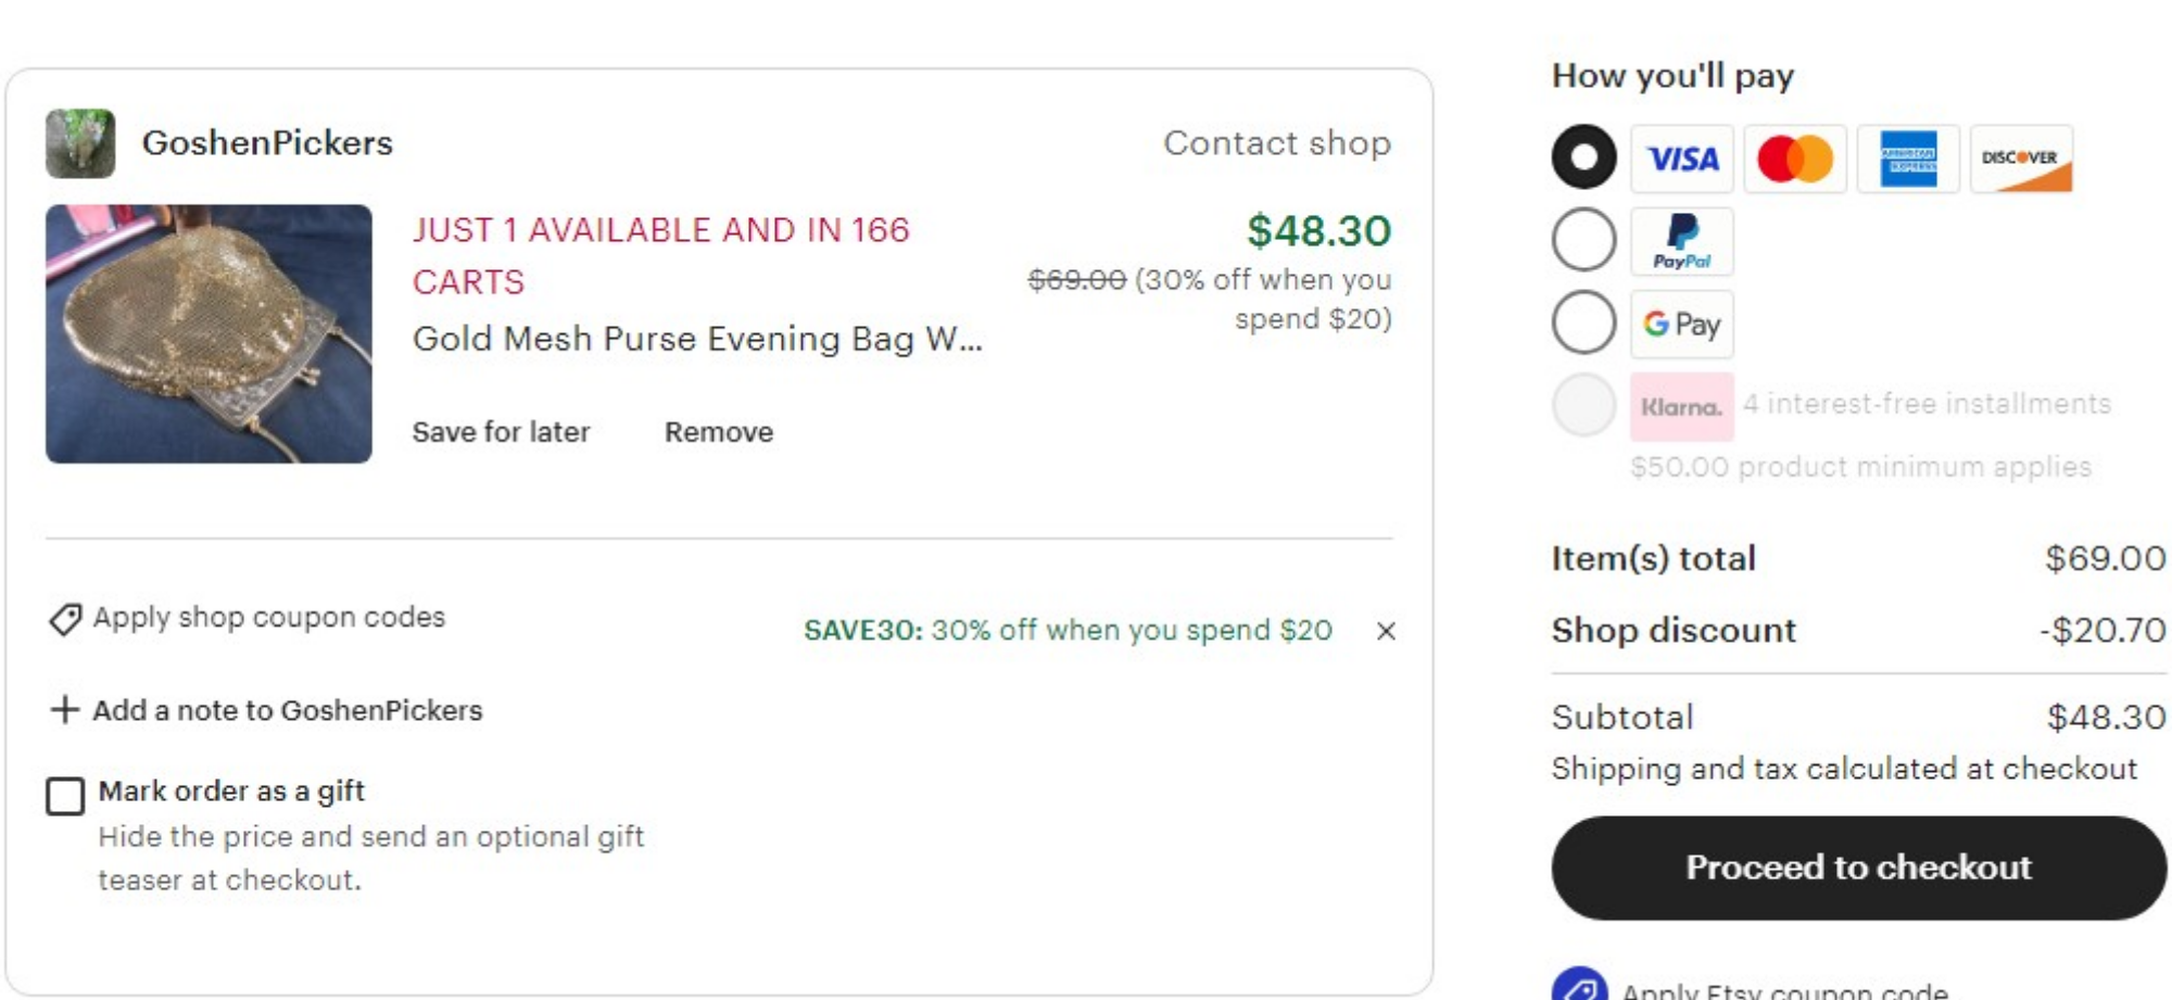 GoshenPickers
Contact shop
JUST 1 AVAILABLE AND IN 166
CARTS
Gold Mesh Purse Evening Bag W...
$48.30
$69.00 (30% off when you
spend $20)
Save for later
Remove
Apply shop coupon codes
SAVE30: 30% off when you spend $20
Add a note to GoshenPickers
Mark order as a gift
Hide the price and send an optional gift
teaser at checkout.
How you'll pay
VISA
AMERICAN
EXPRESS
DISCOVER
PayPal
G Pay
Klarna. 4 interest-free installments
$50.00 product minimum applies
Item(s) total $69.00
Shop discount -$20.70
Subtotal $48.30
Shipping and tax calculated at checkout
Proceed to checkout
Apply Etsy coupon code